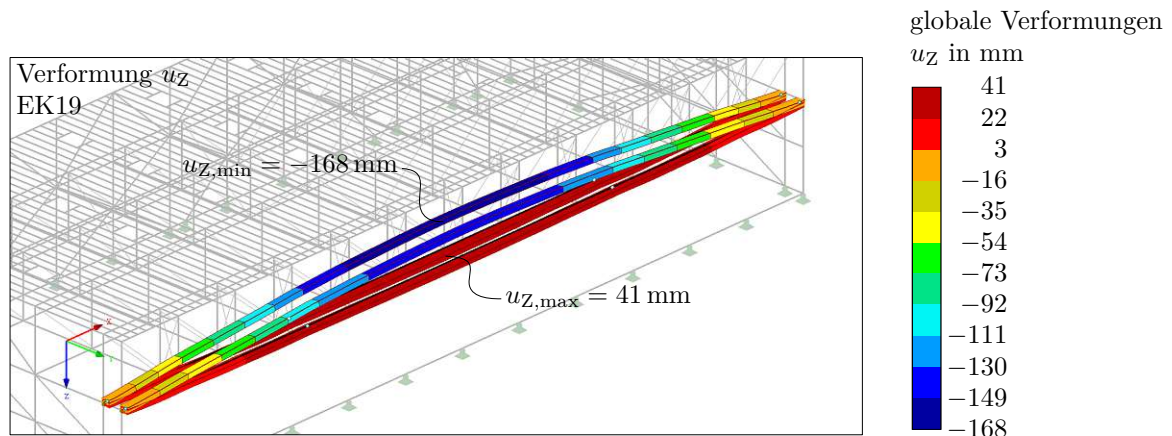 globale Verformungen
u_Z in mm
Verformung u_Z
EK19
u_Z,min = −168 mm
u_Z,max = 41 mm
X
Y
Z
41
22
3
−16
−35
−54
−73
−92
−111
−130
−149
−168